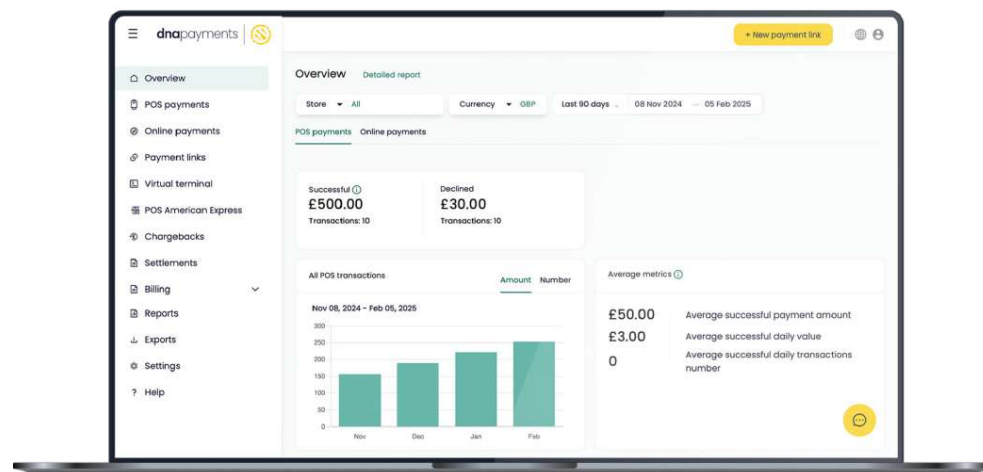 dnapayments
+ New payment link
Overview
POS payments
Online payments
Payment links
Virtual terminal
POS American Express
Chargebacks
Settlements
Billing
Reports
Exports
Settings
? Help
Overview Detailed report
Store All Currency GBP Last 90 days 08 Nov 2024 → 05 Feb 2025
POS payments Online payments
Successful Declined
£500.00 £30.00
Transactions: 10 Transactions: 10
All POS transactions Amount Number
Nov 08, 2024 - Feb 05, 2025
300
250
200
150
100
50
0
Nov Dec Jan Feb
Average metrics
£50.00 Average successful payment amount
£3.00 Average successful daily value
0 Average successful daily transactions
number